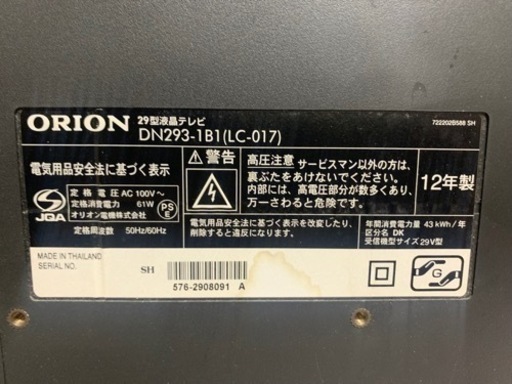 ORION
29型液晶テレビ
DN293-1B1(LC-017)
722202B588 SH
電気用品安全法に基づく表示
定格電圧AC 100V~
定格消費電力 61W
オリオン電機株式会社
定格周波数 50Hz/60Hz
JQA
PS
E
警告
高圧注意 サービスマン以外の方は、
裏ぶたをあけないでください。
内部には、高電圧部分が数多く、
万一さわると危険です。
電気用品安全法に基づく表示を改変したり、
削除すると違反になります。
12年製
年間消費電力量 43 kWh/年
区分名 DK
受信機型サイズ 29V型
MADE IN THAILAND
SERIAL NO.
SH
576-2908091 A
G